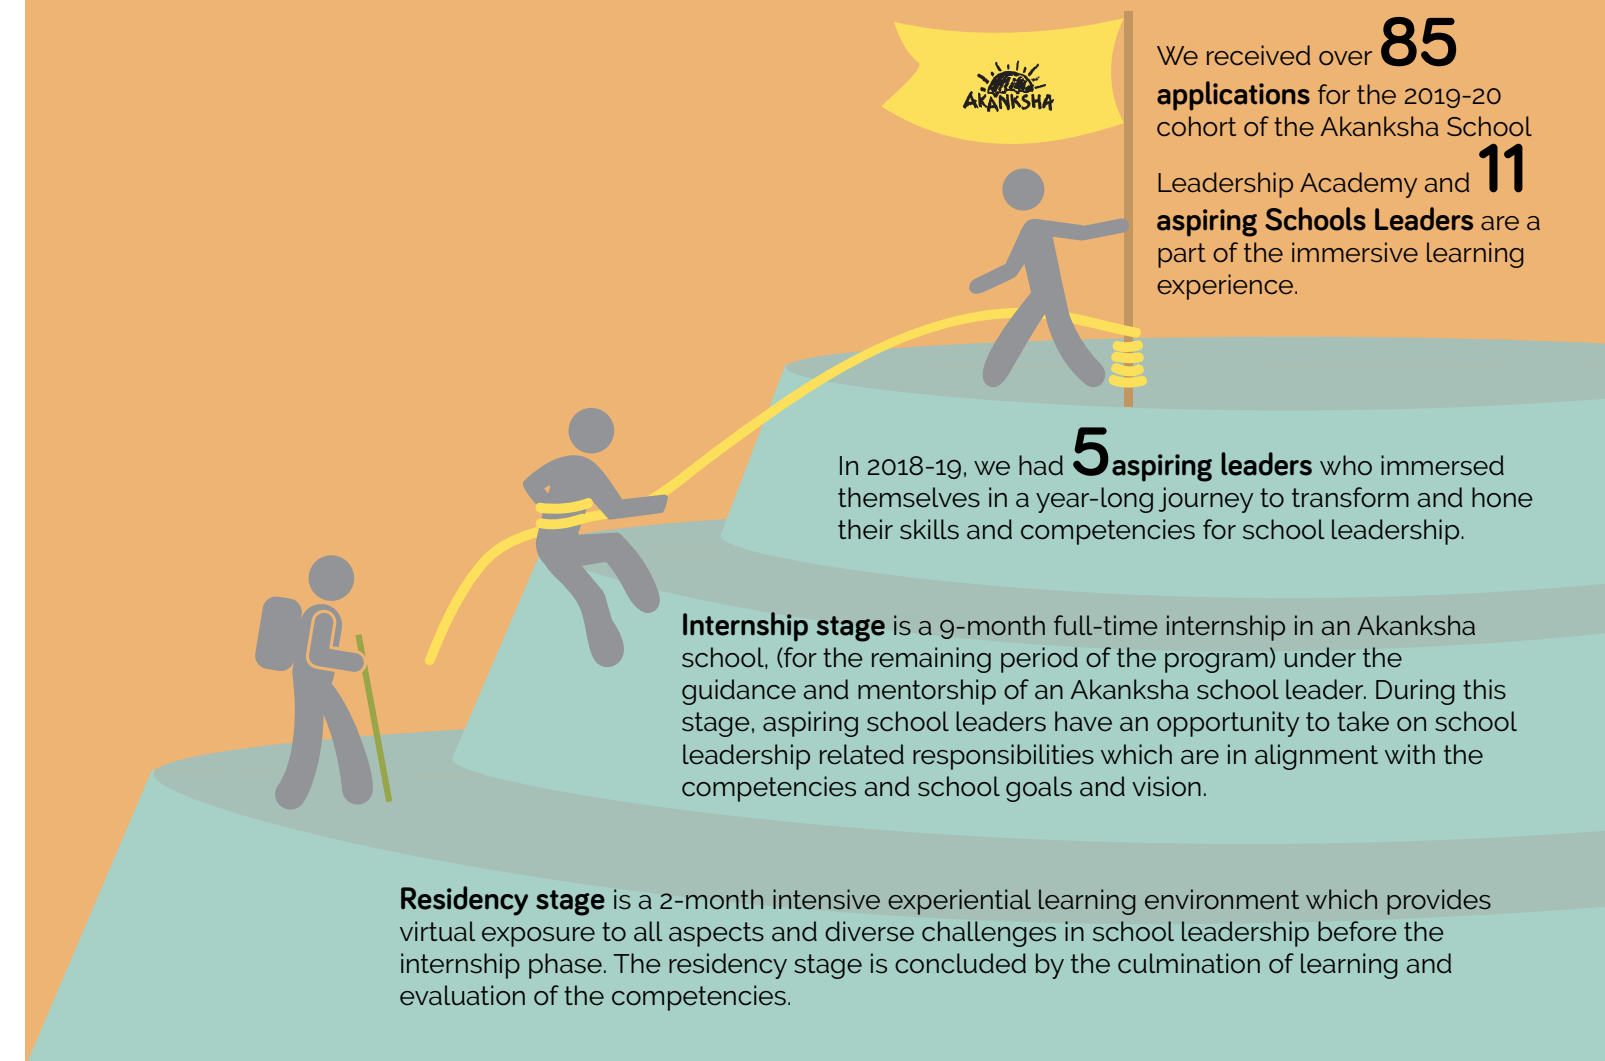 AKANKSHA
We received over 85
applications for the 2019-20
cohort of the Akanksha School
Leadership Academy and 11
aspiring Schools Leaders are a
part of the immersive learning
experience.
In 2018-19, we had 5 aspiring leaders who immersed
themselves in a year-long journey to transform and hone
their skills and competencies for school leadership.
Internship stage is a 9-month full-time internship in an Akanksha
school, (for the remaining period of the program) under the
guidance and mentorship of an Akanksha school leader. During this
stage, aspiring school leaders have an opportunity to take on school
leadership related responsibilities which are in alignment with the
competencies and school goals and vision.
Residency stage is a 2-month intensive experiential learning environment which provides
virtual exposure to all aspects and diverse challenges in school leadership before the
internship phase. The residency stage is concluded by the culmination of learning and
evaluation of the competencies.